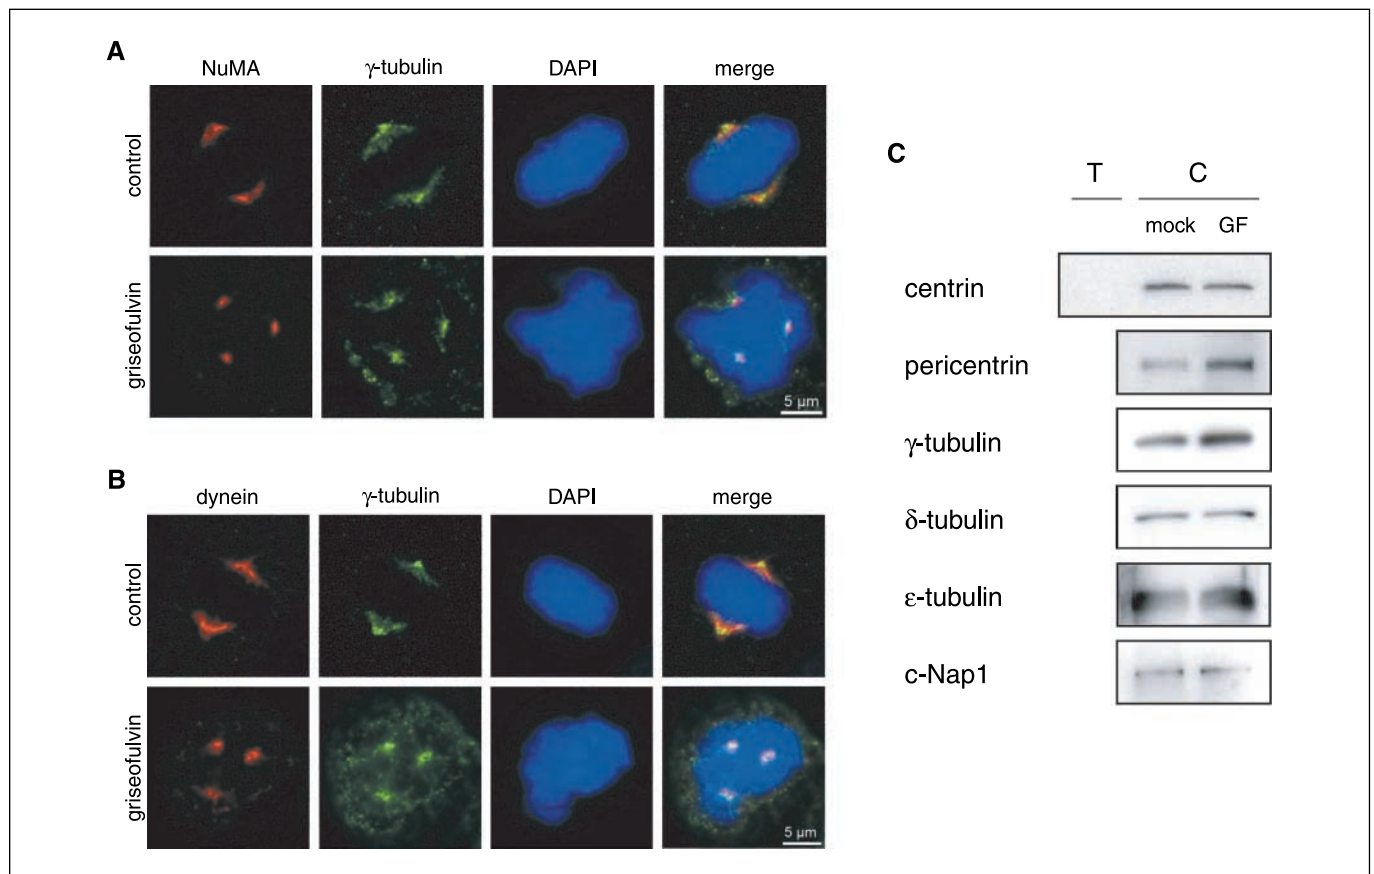 A
NuMA γ-tubulin DAPI merge
control
griseofulvin
5 µm
B
dynein γ-tubulin DAPI merge
control
griseofulvin
5 µm
C
T C
mock GF
centrin
pericentrin
γ-tubulin
δ-tubulin
ε-tubulin
c-Nap1